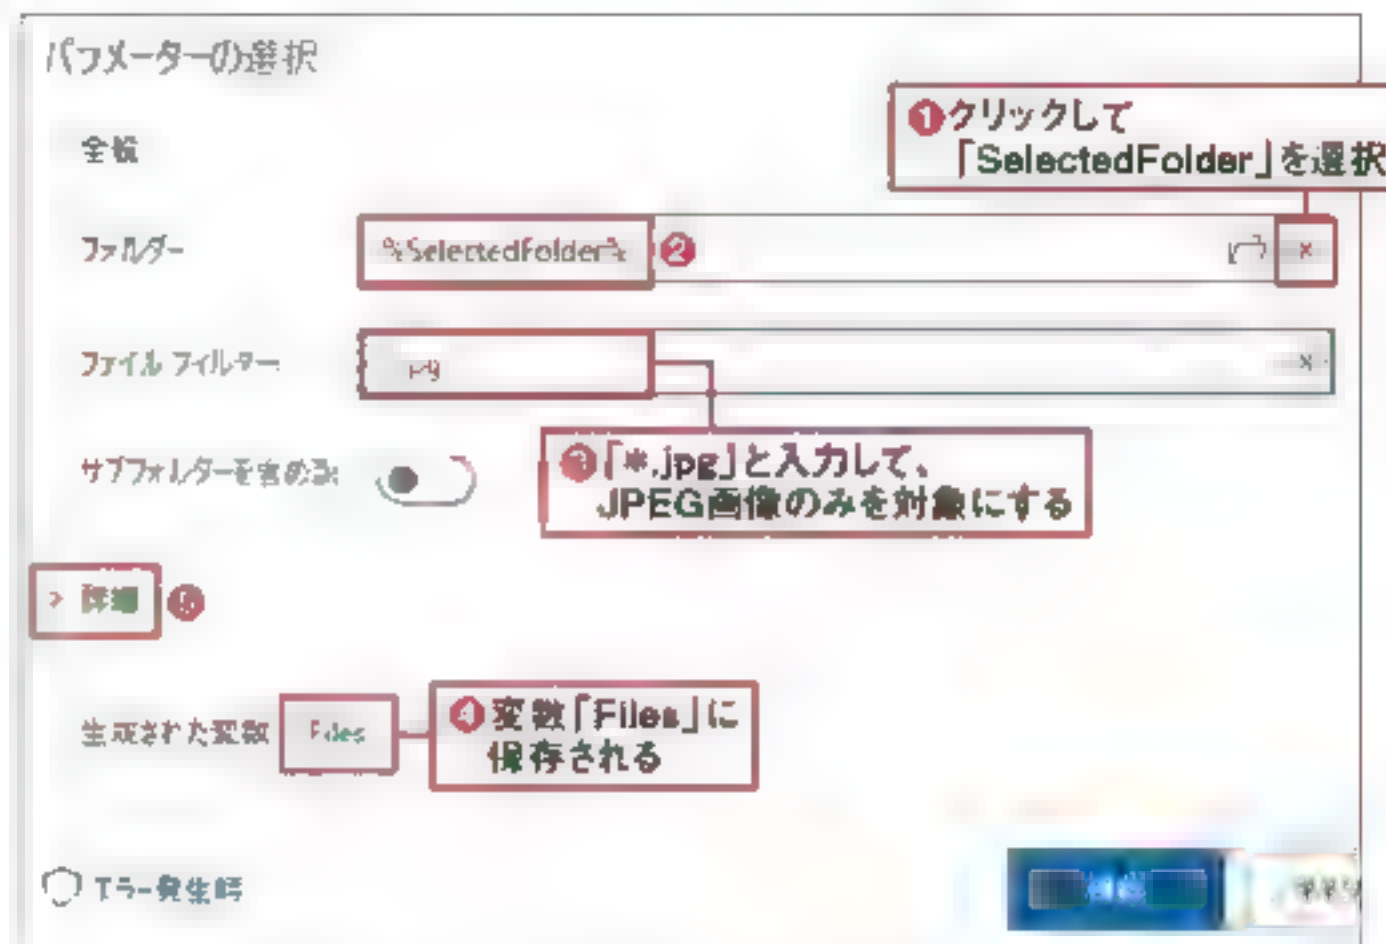 パラメーターの選択
❶クリックして
「SelectedFolder」を選択
全般
フォルダー %SelectedFolder% ❷
ファイル フィルター
サブフォルダーを含める:
❸「*.jpg」と入力して、
JPEG画像のみを対象にする
> 詳細 ❺
生成された変数 Files
❹変数「Files」に
保存される
エラー発生時